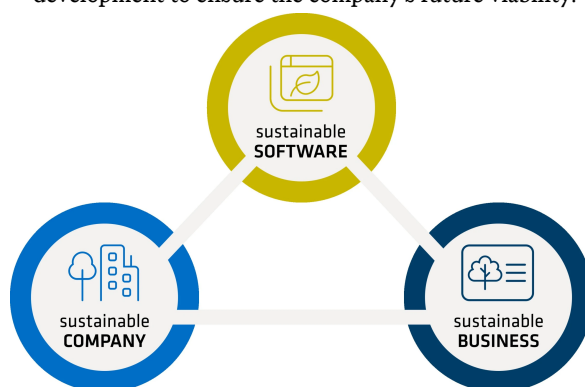 development to ensure the company's future viability.
sustainable
SOFTWARE
sustainable
COMPANY
sustainable
BUSINESS